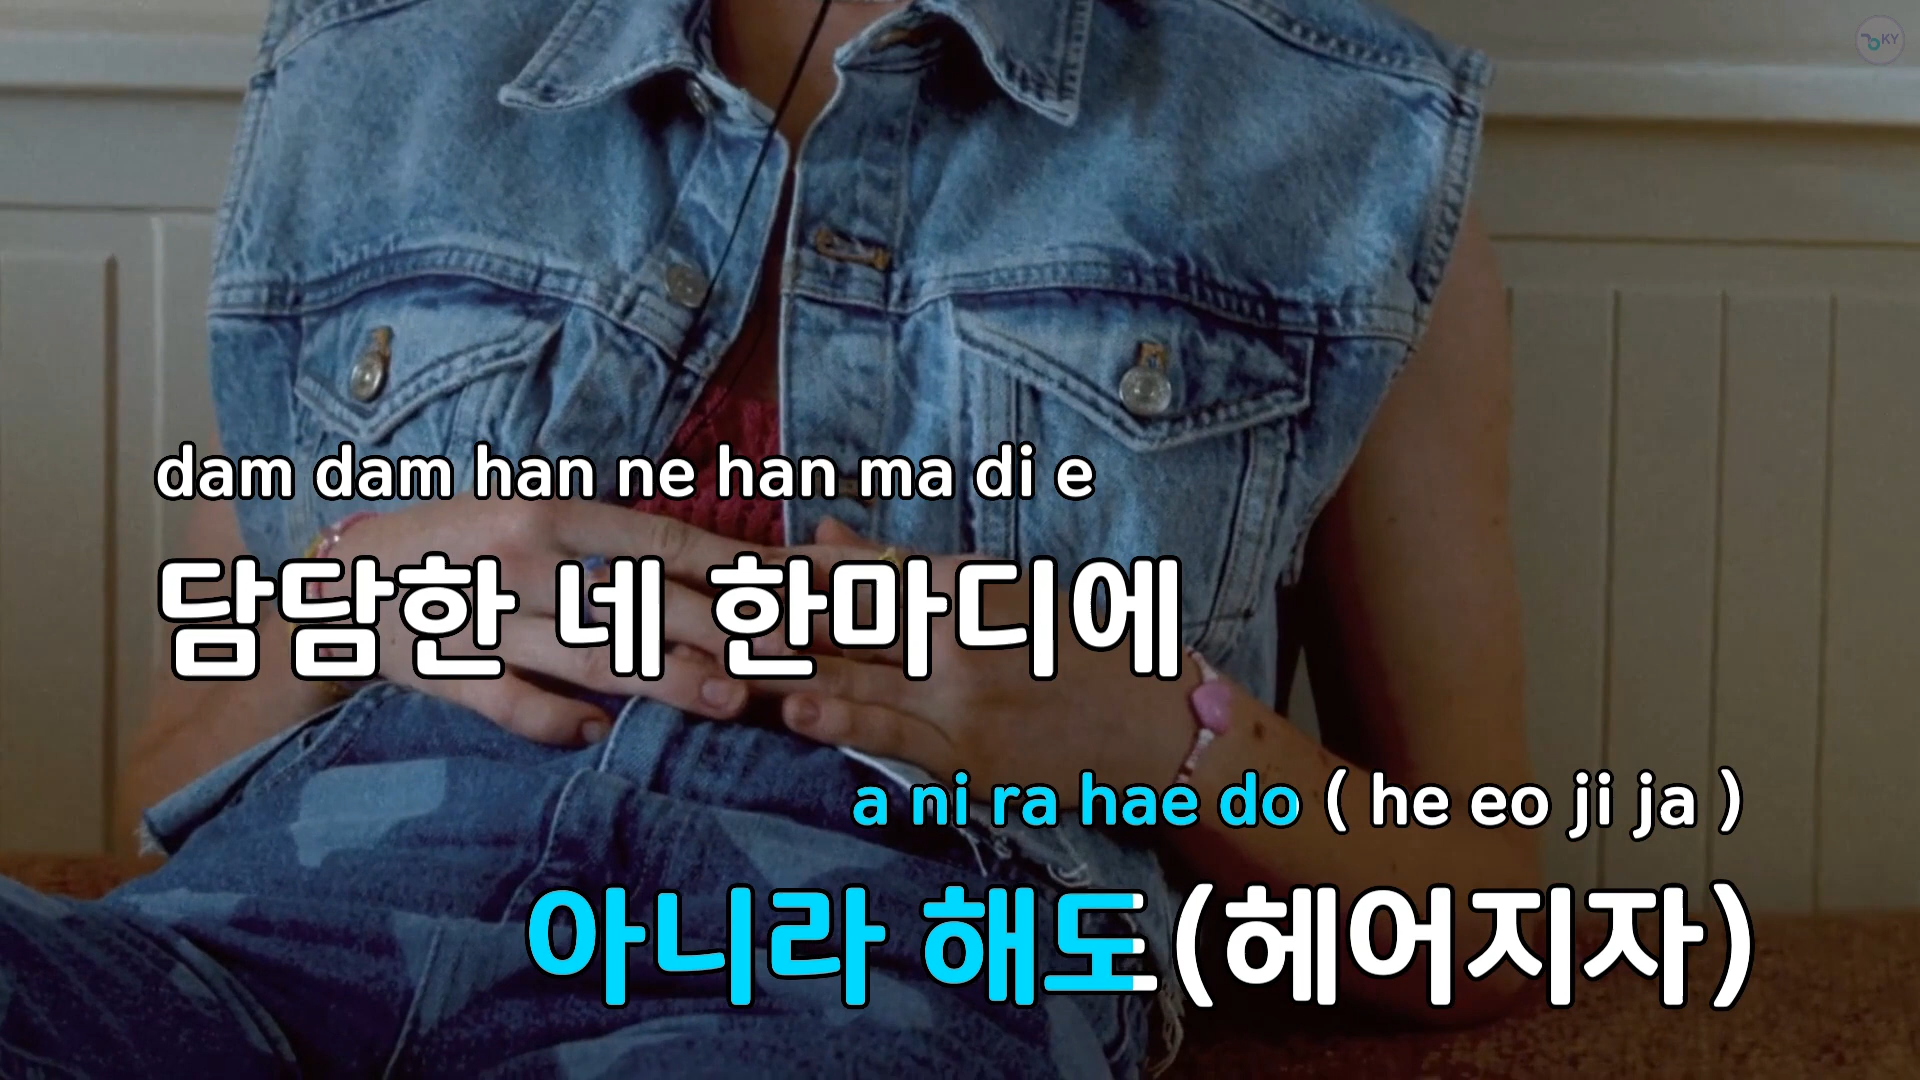 KY
dam dam han ne han ma di e
담담한 네 한마디에
a ni ra hae do ( he eo ji ja )
아니라 해도(헤어지자)